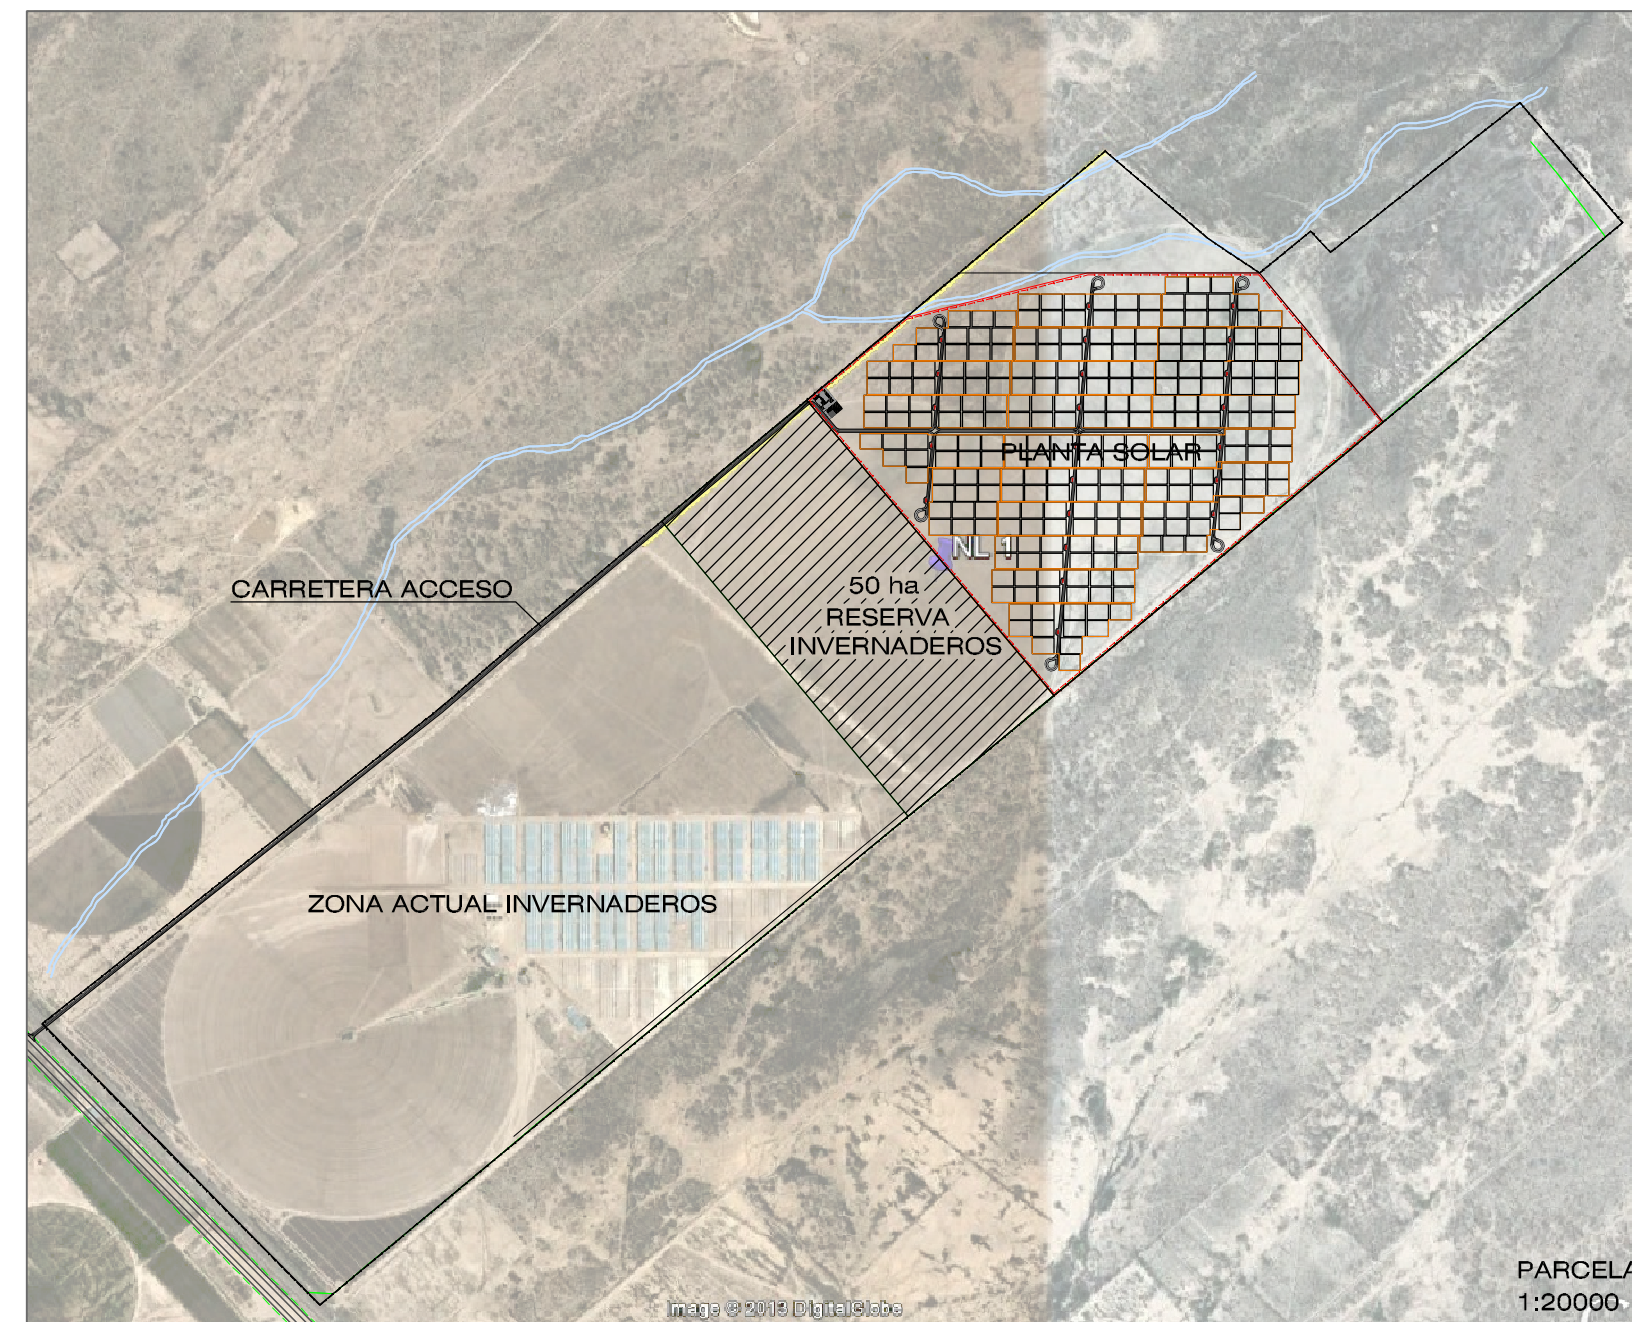 PLANTA SOLAR
NL 1
50 ha
RESERVA
INVERNADEROS
CARRETERA ACCESO
ZONA ACTUAL INVERNADEROS
PARCELA
1:20000
Image © 2013 DigitalGlobe